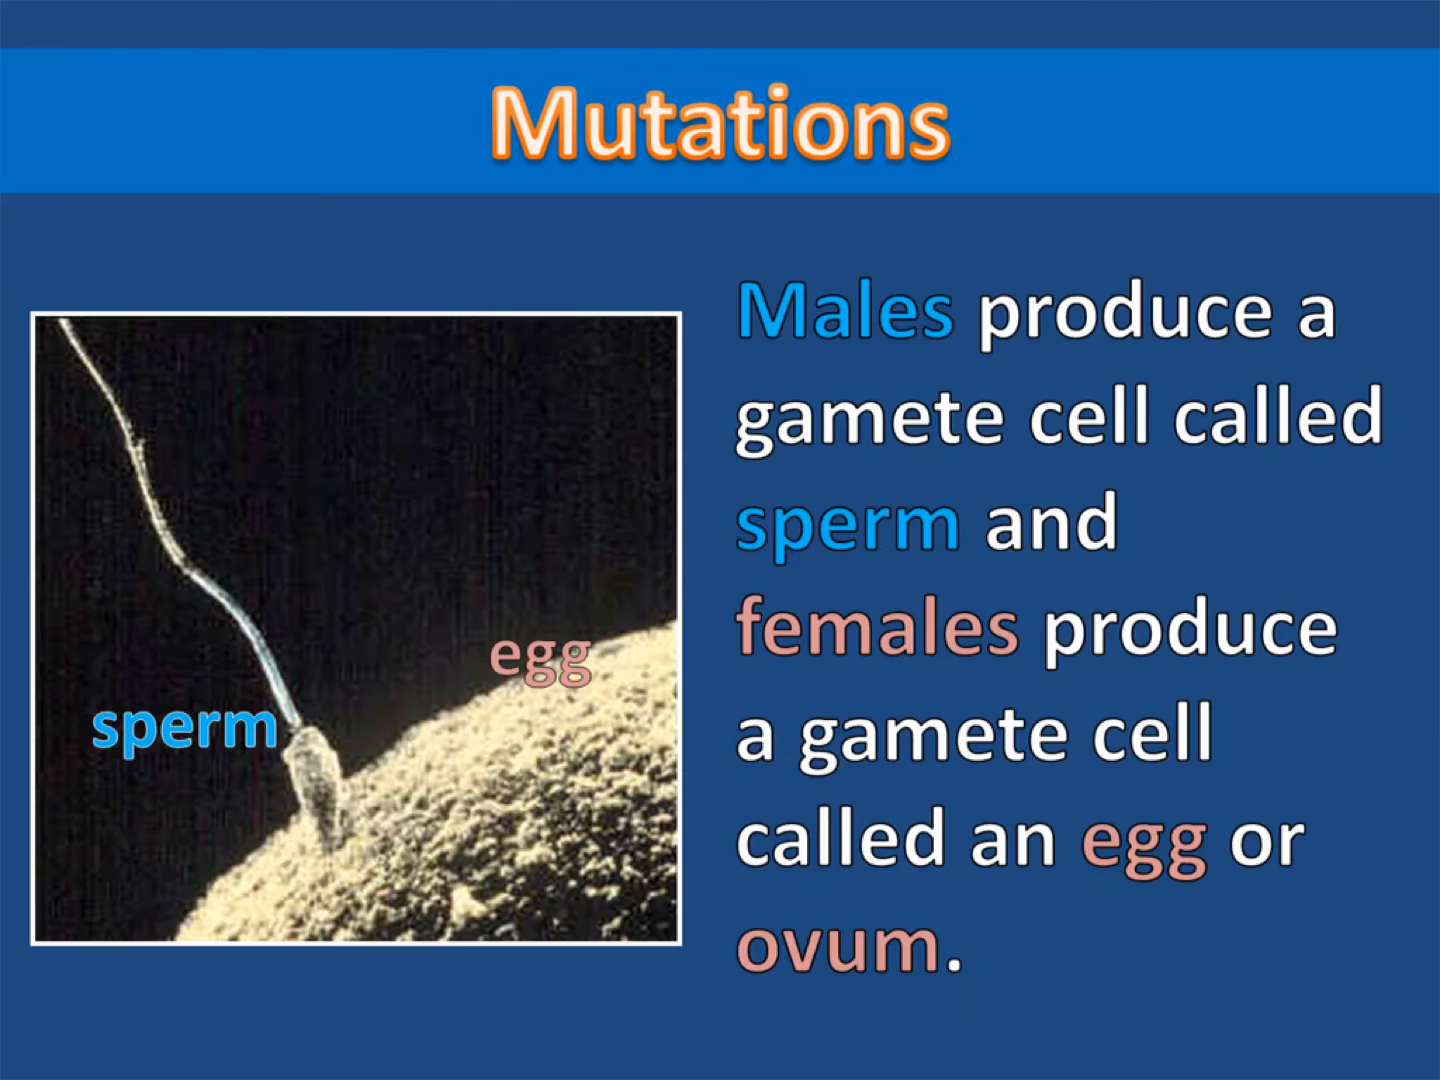 Mutations
sperm
egg
Males produce a
gamete cell called
sperm and
females produce
a gamete cell
called an egg or
ovum.